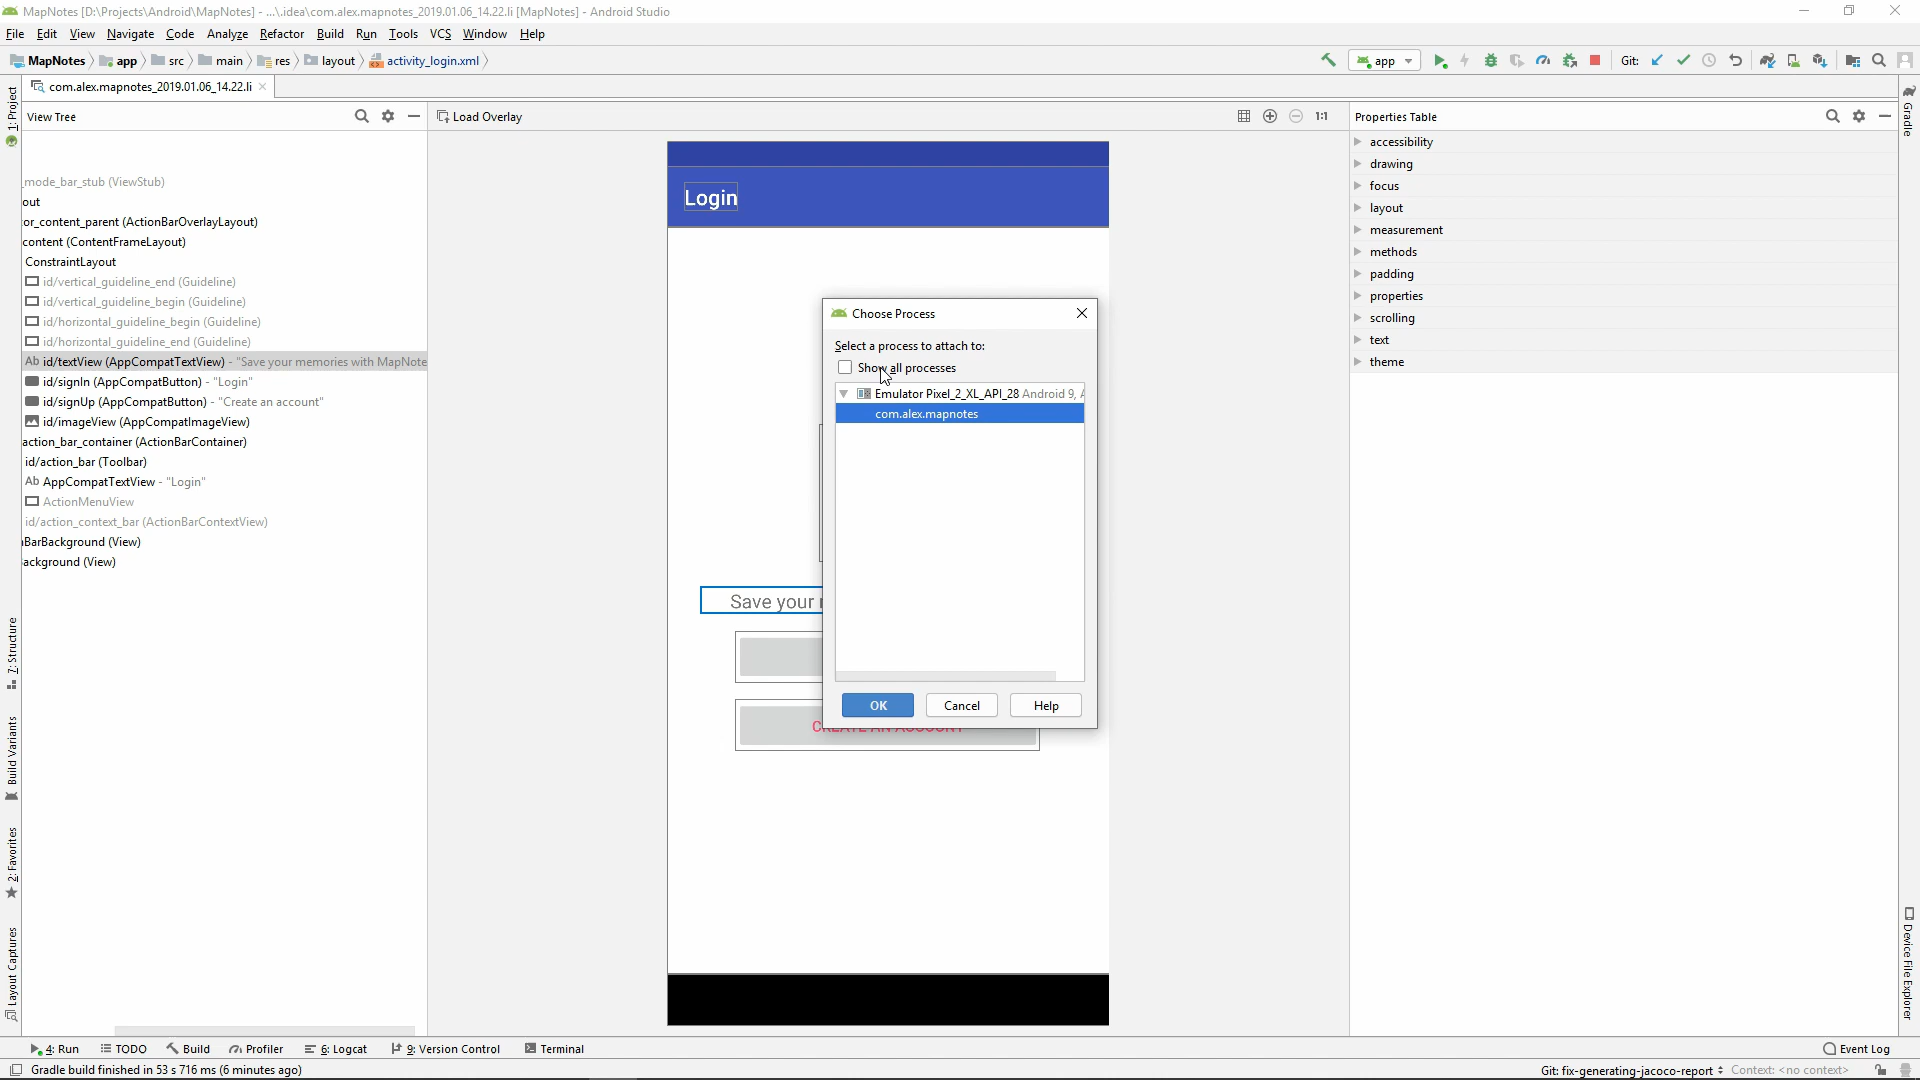 MapNotes [D:\Projects\Android\MapNotes] - ...\.idea\com.alex.mapnotes_2019.01.06_14.22.li [MapNotes] - Android Studio
File Edit View Navigate Code Analyze Refactor Build Run Tools VCS Window Help
MapNotes app src main res layout activity_login.xml app Git:
com.alex.mapnotes_2019.01.06_14.22.li
View Tree
Load Overlay
1:1
Properties Table
_mode_bar_stub (ViewStub)
out
or_content_parent (ActionBarOverlayLayout)
content (ContentFrameLayout)
ConstraintLayout
id/vertical_guideline_end (Guideline)
id/vertical_guideline_begin (Guideline)
id/horizontal_guideline_begin (Guideline)
id/horizontal_guideline_end (Guideline)
Ab id/textView (AppCompatTextView) - "Save your memories with MapNote
id/signIn (AppCompatButton) - "Login"
id/signUp (AppCompatButton) - "Create an account"
id/imageView (AppCompatImageView)
action_bar_container (ActionBarContainer)
id/action_bar (Toolbar)
Ab AppCompatTextView - "Login"
ActionMenuView
id/action_context_bar (ActionBarContextView)
BarBackground (View)
ackground (View)
Login
Save your
CREATE AN ACCOUNT
Choose Process
Select a process to attach to:
Show all processes
Emulator Pixel_2_XL_API_28 Android 9,
com.alex.mapnotes
OK Cancel Help
accessibility
drawing
focus
layout
measurement
methods
padding
properties
scrolling
text
theme
1: Project
7: Structure
Build Variants
2: Favorites
Layout Captures
Gradle
Device File Explorer
4: Run TODO Build Profiler 6: Logcat 9: Version Control Terminal Event Log
Gradle build finished in 53 s 716 ms (6 minutes ago) Git: fix-generating-jacoco-report Context: <no context>